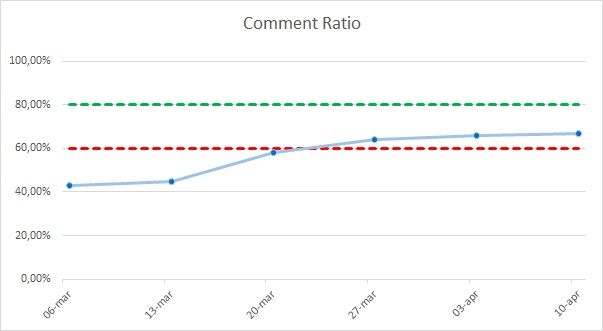 Comment Ratio
100,00%
80,00%
60,00%
40,00%
20,00%
0,00%
06-mar
13-mar
20-mar
27-mar
03-apr
10-apr